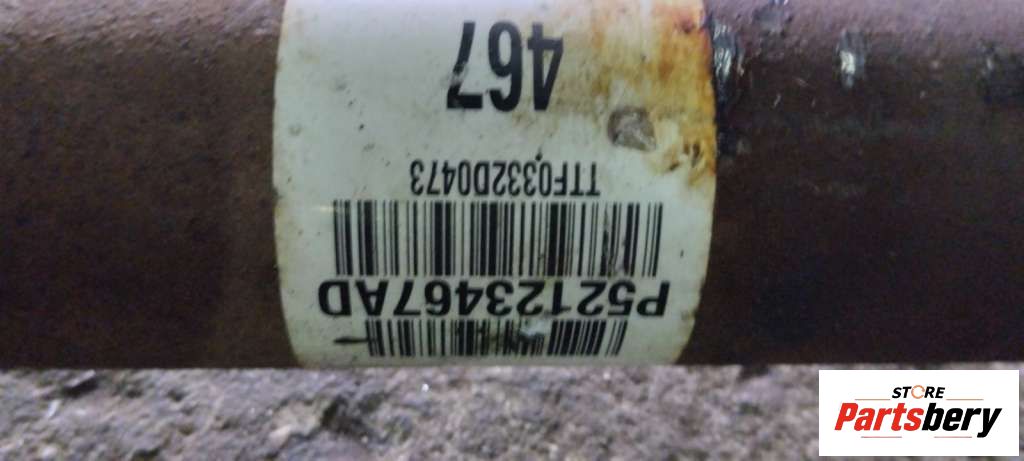 P52123467AD
TTF0332D0473
467
STORE
Partsbery